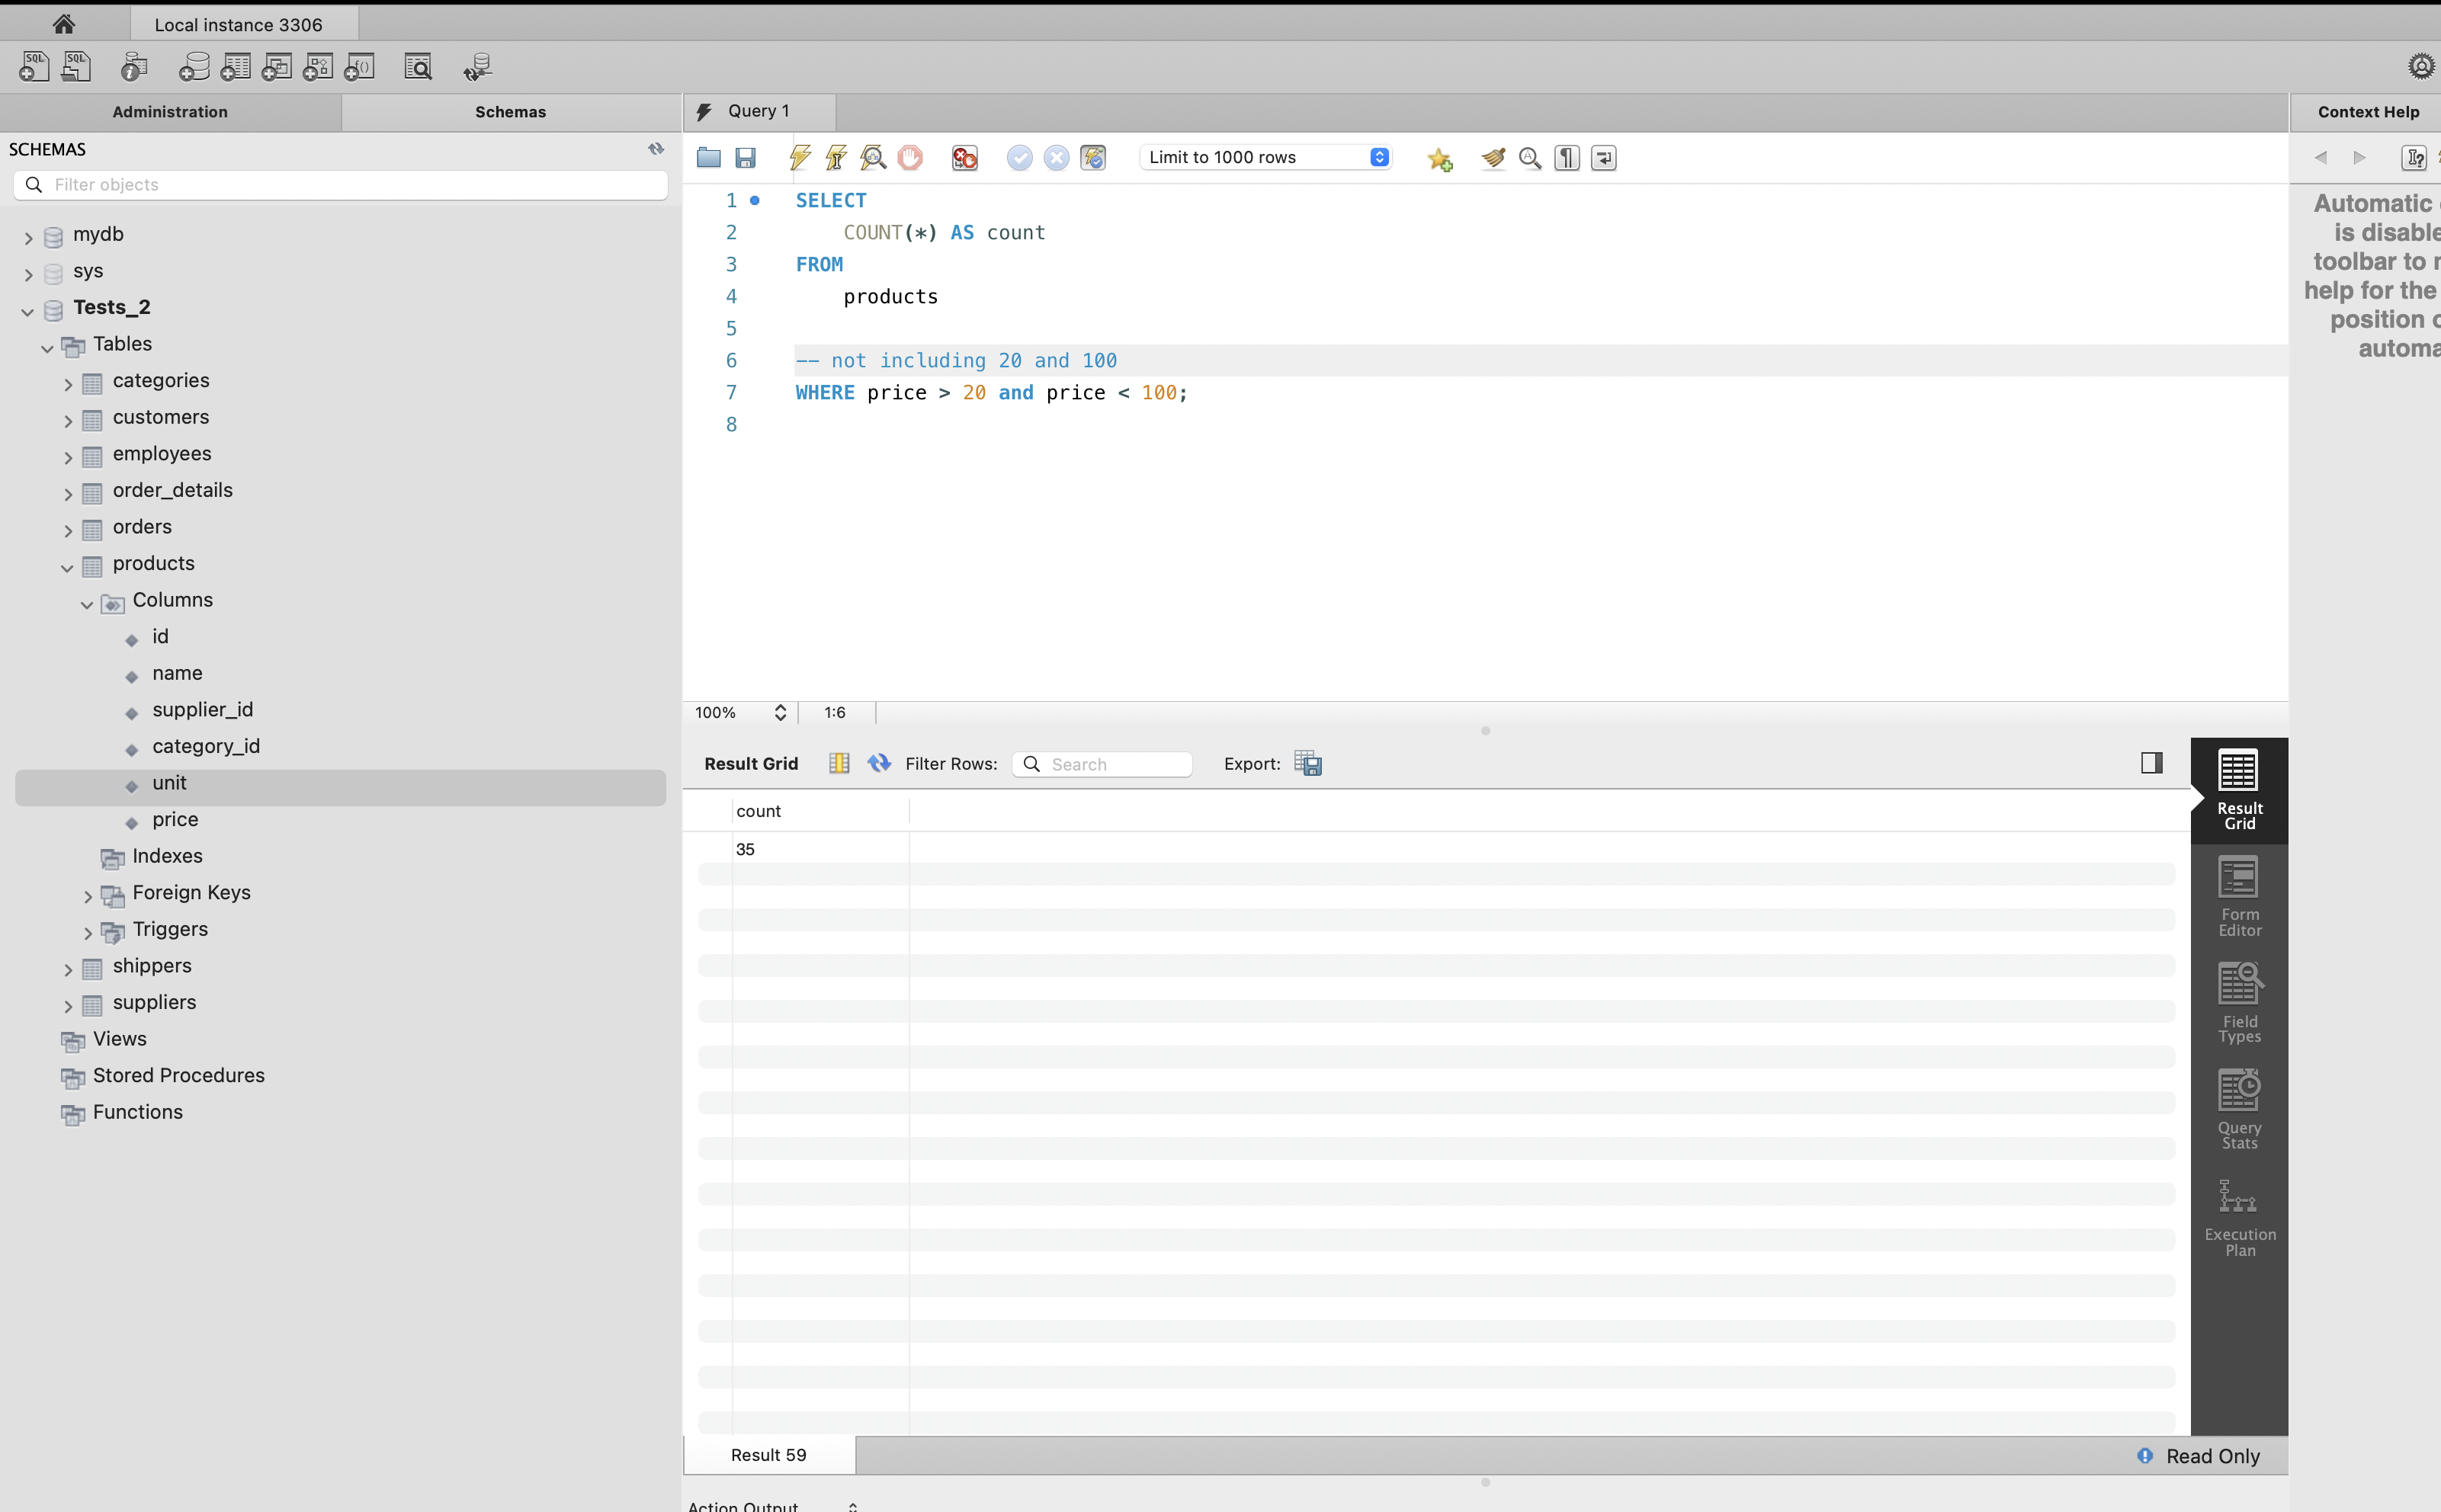 Local instance 3306
SQL SQL
Administration
Schemas
SCHEMAS
Filter objects
mydb
sys
Tests_2
Tables
categories
customers
employees
order_details
orders
products
Columns
id
name
supplier_id
category_id
unit
price
Indexes
Foreign Keys
Triggers
shippers
suppliers
Views
Stored Procedures
Functions
Query 1
Limit to 1000 rows
1 SELECT
2 COUNT(*) AS count
3 FROM
4 products
5
6 -- not including 20 and 100
7 WHERE price > 20 and price < 100;
8
100% 1:6
Result Grid Filter Rows: Search Export:
count
35
Result
Grid
Form
Editor
Field
Types
Query
Stats
Execution
Plan
Result 59
Read Only
Action Output
Context Help
Automatic
is disable
toolbar to
help for the
position
automa